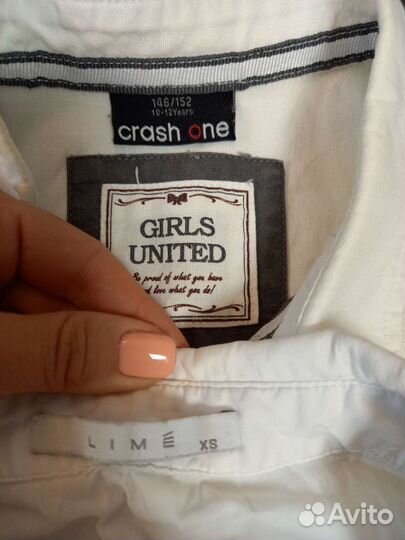 146/152
10-12Years
crash one
GIRLS
UNITED
So proud of what you have
and love what you do!
LIMÉ XS
Avito